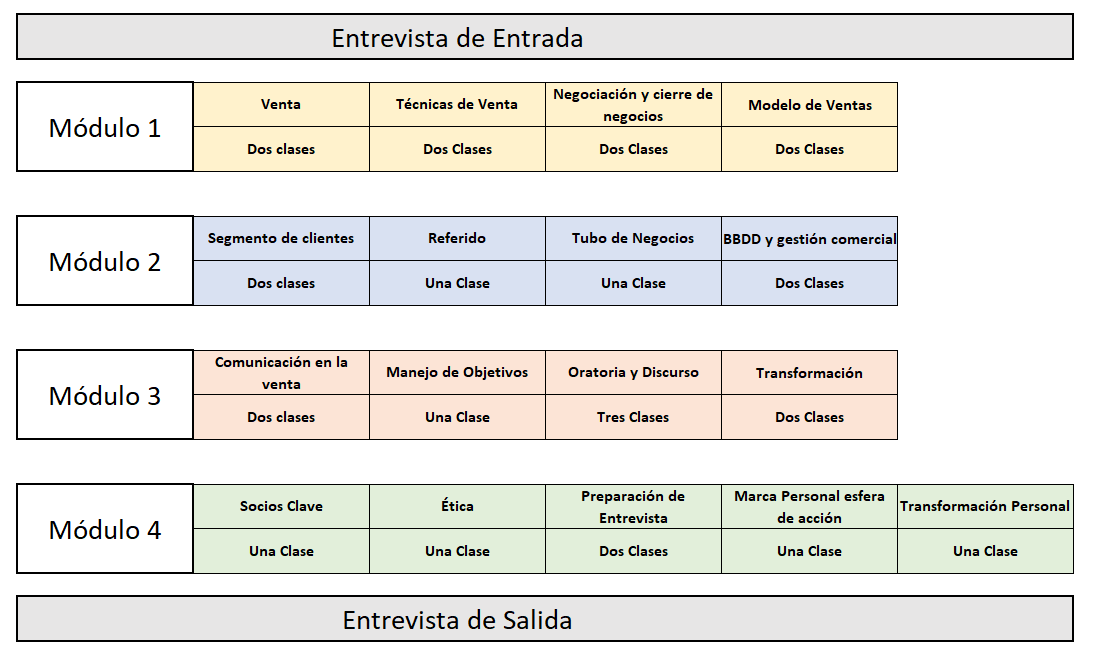 Entrevista de Entrada
Módulo 1
Venta
Técnicas de Venta
Negociación y cierre de
negocios
Modelo de Ventas
Dos clases
Dos Clases
Dos Clases
Dos Clases
Módulo 2
Segmento de clientes
Referido
Tubo de Negocios
BBDD y gestión comercial
Dos clases
Una Clase
Una Clase
Dos Clases
Módulo 3
Comunicación en la
venta
Manejo de Objetivos
Oratoria y Discurso
Transformación
Dos clases
Una Clase
Tres Clases
Dos Clases
Módulo 4
Socios Clave
Ética
Preparación de
Entrevista
Marca Personal esfera
de acción
Transformación Personal
Una Clase
Una Clase
Dos Clases
Una Clase
Una Clase
Entrevista de Salida